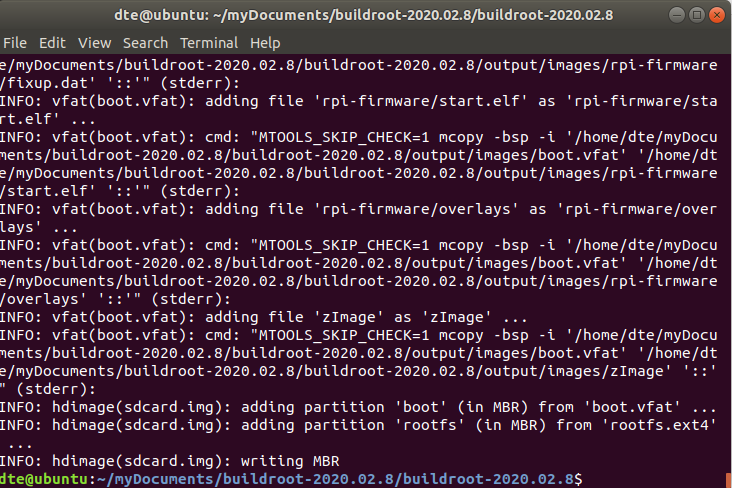 dte@ubuntu: ~/myDocuments/buildroot-2020.02.8/buildroot-2020.02.8
File Edit View Search Terminal Help
e/myDocuments/buildroot-2020.02.8/buildroot-2020.02.8/output/images/rpi-firmware
/fixup.dat' '::'" (stderr):
INFO: vfat(boot.vfat): adding file 'rpi-firmware/start.elf' as 'rpi-firmware/sta
rt.elf' ...
INFO: vfat(boot.vfat): cmd: "MTOOLS_SKIP_CHECK=1 mcopy -bsp -i '/home/dte/myDocu
ments/buildroot-2020.02.8/buildroot-2020.02.8/output/images/boot.vfat' '/home/dt
e/myDocuments/buildroot-2020.02.8/buildroot-2020.02.8/output/images/rpi-firmware
/start.elf' '::'" (stderr):
INFO: vfat(boot.vfat): adding file 'rpi-firmware/overlays' as 'rpi-firmware/over
lays' ...
INFO: vfat(boot.vfat): cmd: "MTOOLS_SKIP_CHECK=1 mcopy -bsp -i '/home/dte/myDocu
ments/buildroot-2020.02.8/buildroot-2020.02.8/output/images/boot.vfat' '/home/dt
e/myDocuments/buildroot-2020.02.8/buildroot-2020.02.8/output/images/rpi-firmware
/overlays' '::'" (stderr):
INFO: vfat(boot.vfat): adding file 'zImage' as 'zImage' ...
INFO: vfat(boot.vfat): cmd: "MTOOLS_SKIP_CHECK=1 mcopy -bsp -i '/home/dte/myDocu
ments/buildroot-2020.02.8/buildroot-2020.02.8/output/images/boot.vfat' '/home/dt
e/myDocuments/buildroot-2020.02.8/buildroot-2020.02.8/output/images/zImage' '::'
" (stderr):
INFO: hdimage(sdcard.img): adding partition 'boot' (in MBR) from 'boot.vfat' ...
INFO: hdimage(sdcard.img): adding partition 'rootfs' (in MBR) from 'rootfs.ext4'
 ...
INFO: hdimage(sdcard.img): writing MBR
dte@ubuntu:~/myDocuments/buildroot-2020.02.8/buildroot-2020.02.8$